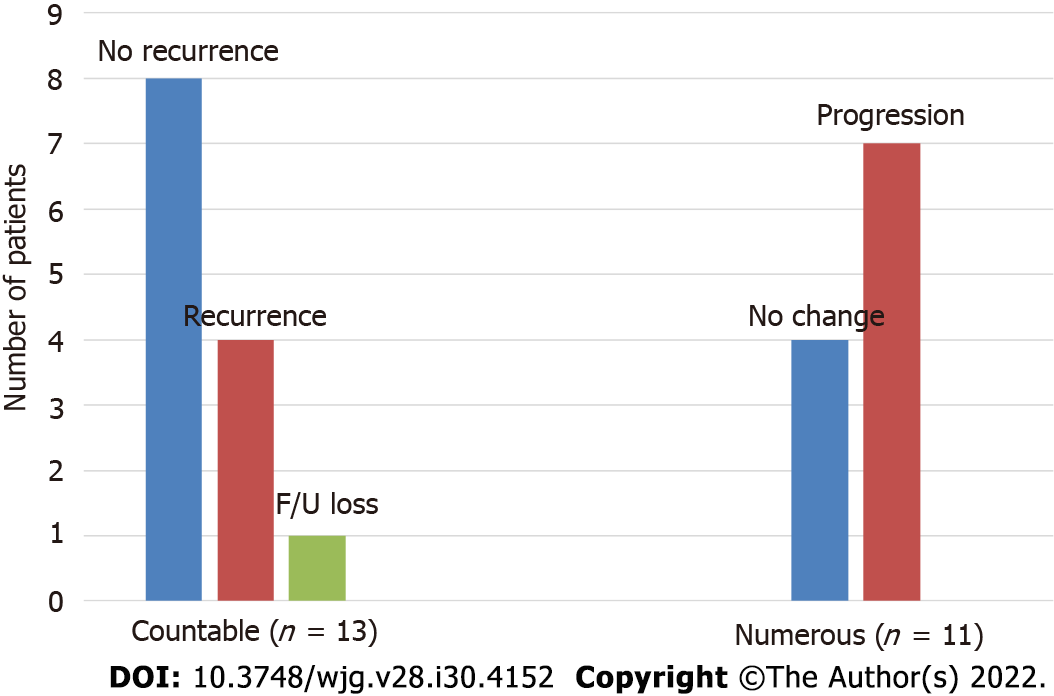 9
No recurrence
8
Progression
7
6
5
Recurrence
No change
4
3
2
F/U loss
1
0
Number of patients
Countable (n = 13)
Numerous (n = 11)
DOI: 10.3748/wjg.v28.i30.4152 Copyright ©The Author(s) 2022.